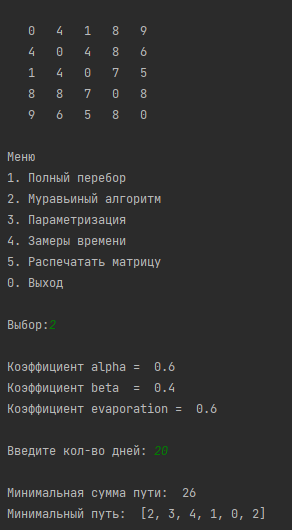 0 4 1 8 9
4 0 4 8 6
1 4 0 7 5
8 8 7 0 8
9 6 5 8 0
Меню
1. Полный перебор
2. Муравьиный алгоритм
3. Параметризация
4. Замеры времени
5. Распечатать матрицу
0. Выход
Выбор:2
Коэффициент alpha = 0.6
Коэффициент beta = 0.4
Коэффициент evaporation = 0.6
Введите кол-во дней: 20
Минимальная сумма пути: 26
Минимальный путь: [2, 3, 4, 1, 0, 2]